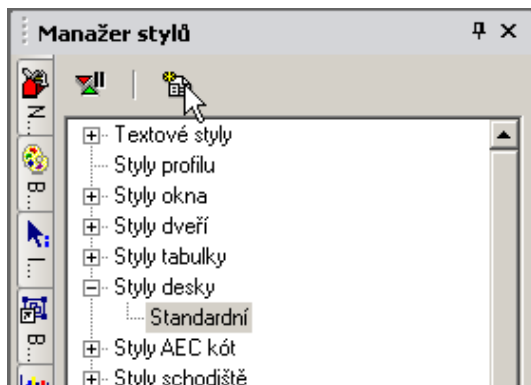 Manažer stylů
N...
Textové styly
Styly profilu
B...
Styly okna
Styly dveří
I...
Styly tabulky
Styly desky
Standardní
B...
Styly AEC kót
Styly schodiště